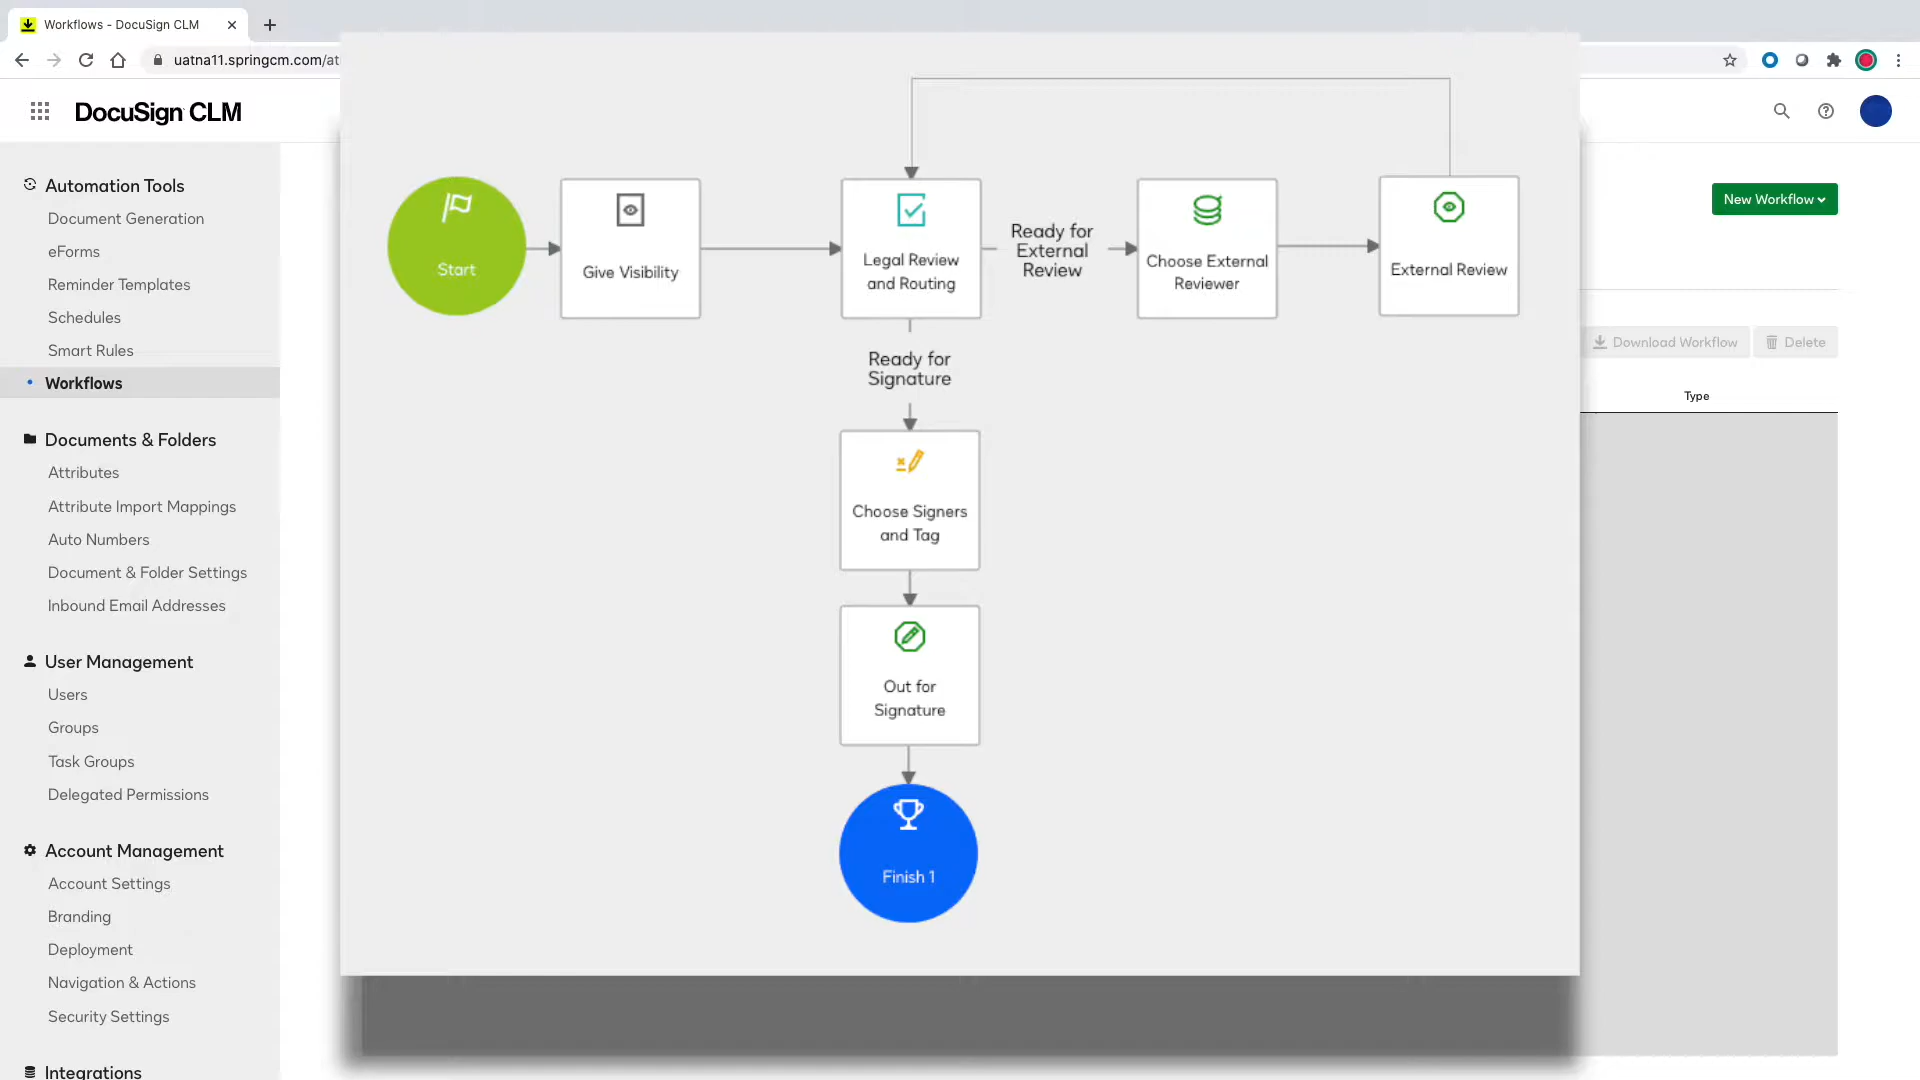 Workflows - DocuSign CLM
uatna11.springcm.com/at
DocuSign CLM
Automation Tools
Document Generation
eForms
Reminder Templates
Schedules
Smart Rules
Workflows
Documents & Folders
Attributes
Attribute Import Mappings
Auto Numbers
Document & Folder Settings
Inbound Email Addresses
User Management
Users
Groups
Task Groups
Delegated Permissions
Account Management
Account Settings
Branding
Deployment
Navigation & Actions
Security Settings
Integrations
Start
Give Visibility
Legal Review
and Routing
Ready for
External
Review
Choose External
Reviewer
External Review
Ready for
Signature
Choose Signers
and Tag
Out for
Signature
Finish 1
New Workflow
Download Workflow
Delete
Type